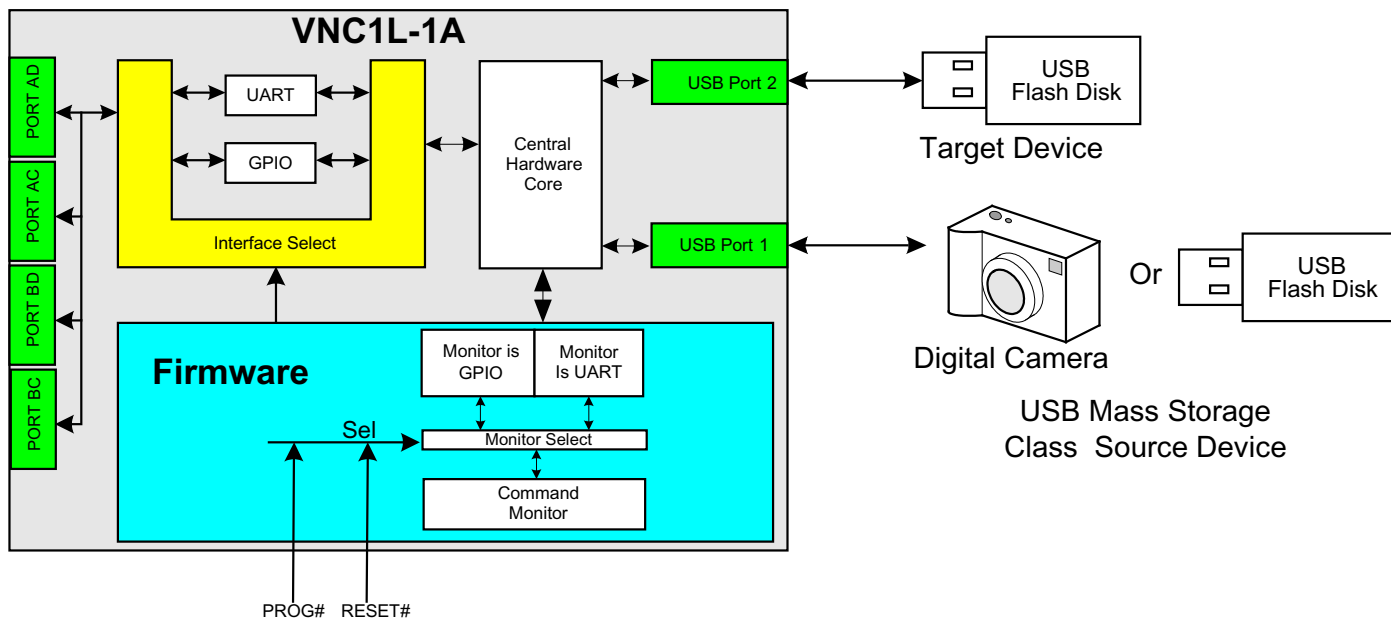 VNC1L-1A
PORT AD
PORT AC
PORT BD
PORT BC
UART
GPIO
Interface Select
Central
Hardware
Core
USB Port 2
USB Port 1
USB
Flash Disk
Target Device
Digital Camera
Or
USB
Flash Disk
USB Mass Storage
Class Source Device
Firmware
Monitor is
GPIO
Monitor
Is UART
Sel
Monitor Select
Command
Monitor
PROG#
RESET#